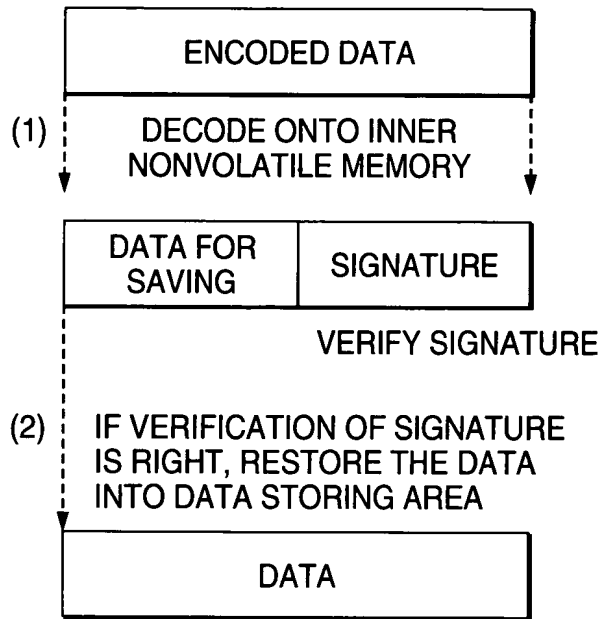 ENCODED DATA
(1) DECODE ONTO INNER
NONVOLATILE MEMORY
DATA FOR
SAVING
SIGNATURE
VERIFY SIGNATURE
(2) IF VERIFICATION OF SIGNATURE
IS RIGHT, RESTORE THE DATA
INTO DATA STORING AREA
DATA